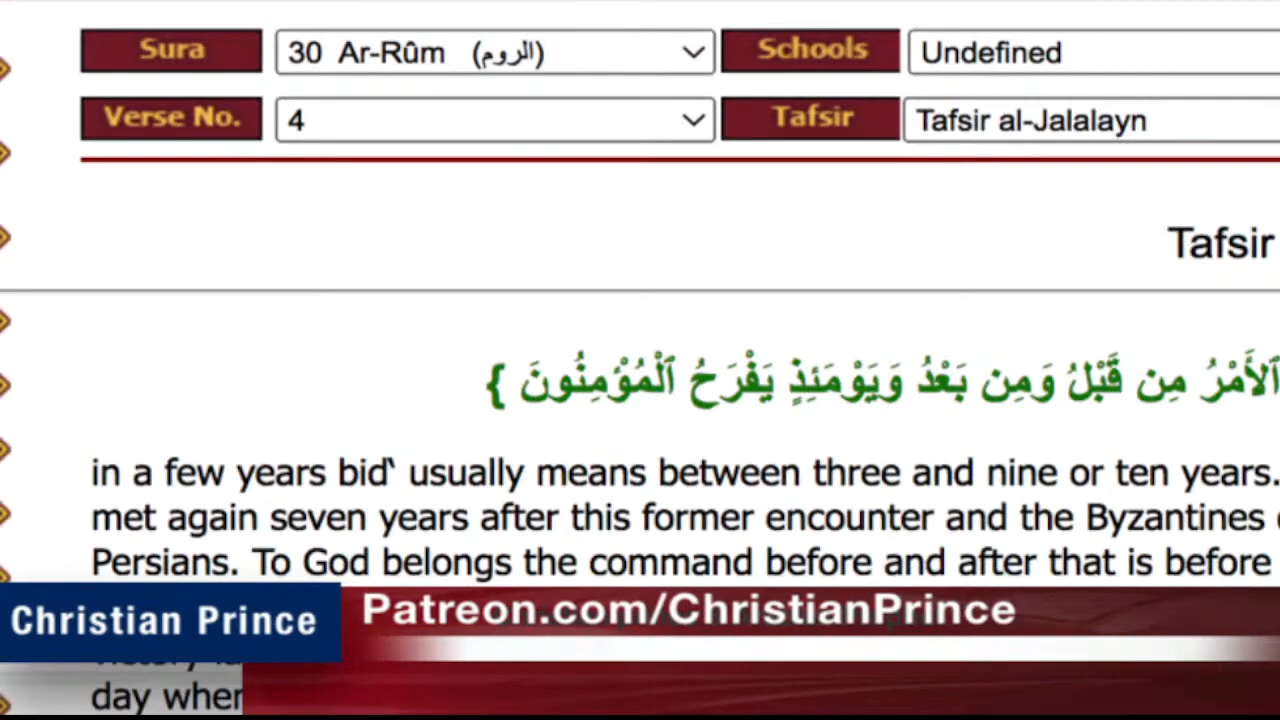 Sura 30 Ar-Rûm (الروم) Schools Undefined
Verse No. 4 Tafsir Tafsir al-Jalalayn
Tafsir
ٱلأَمْرُ مِن قَبْلُ وَمِن بَعْدُ وَيَوْمَئِذٍ يَفْرَحُ ٱلْمُؤْمِنُونَ }
in a few years bid‘ usually means between three and nine or ten years.
met again seven years after this former encounter and the Byzantines
Persians. To God belongs the command before and after that is before
Christian Prince Patreon.com/ChristianPrince
day when